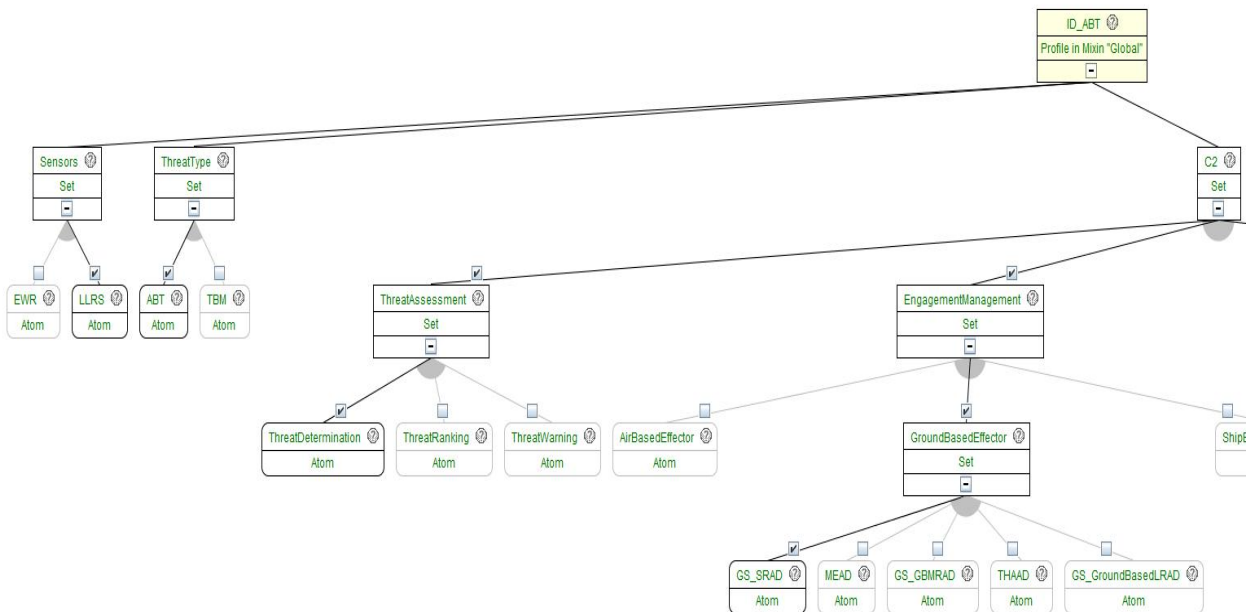 ID_ABT
Profile in Mixin "Global"
Sensors
Set
ThreatType
Set
C2
Set
EWR
Atom
LLRS
Atom
ABT
Atom
TBM
Atom
ThreatAssessment
Set
EngagementManagement
Set
ThreatDetermination
Atom
ThreatRanking
Atom
ThreatWarning
Atom
AirBasedEffector
Atom
GroundBasedEffector
Set
ShipB
GS_SRAD
Atom
MEAD
Atom
GS_GBMRAD
Atom
THAAD
Atom
GS_GroundBasedLRAD
Atom